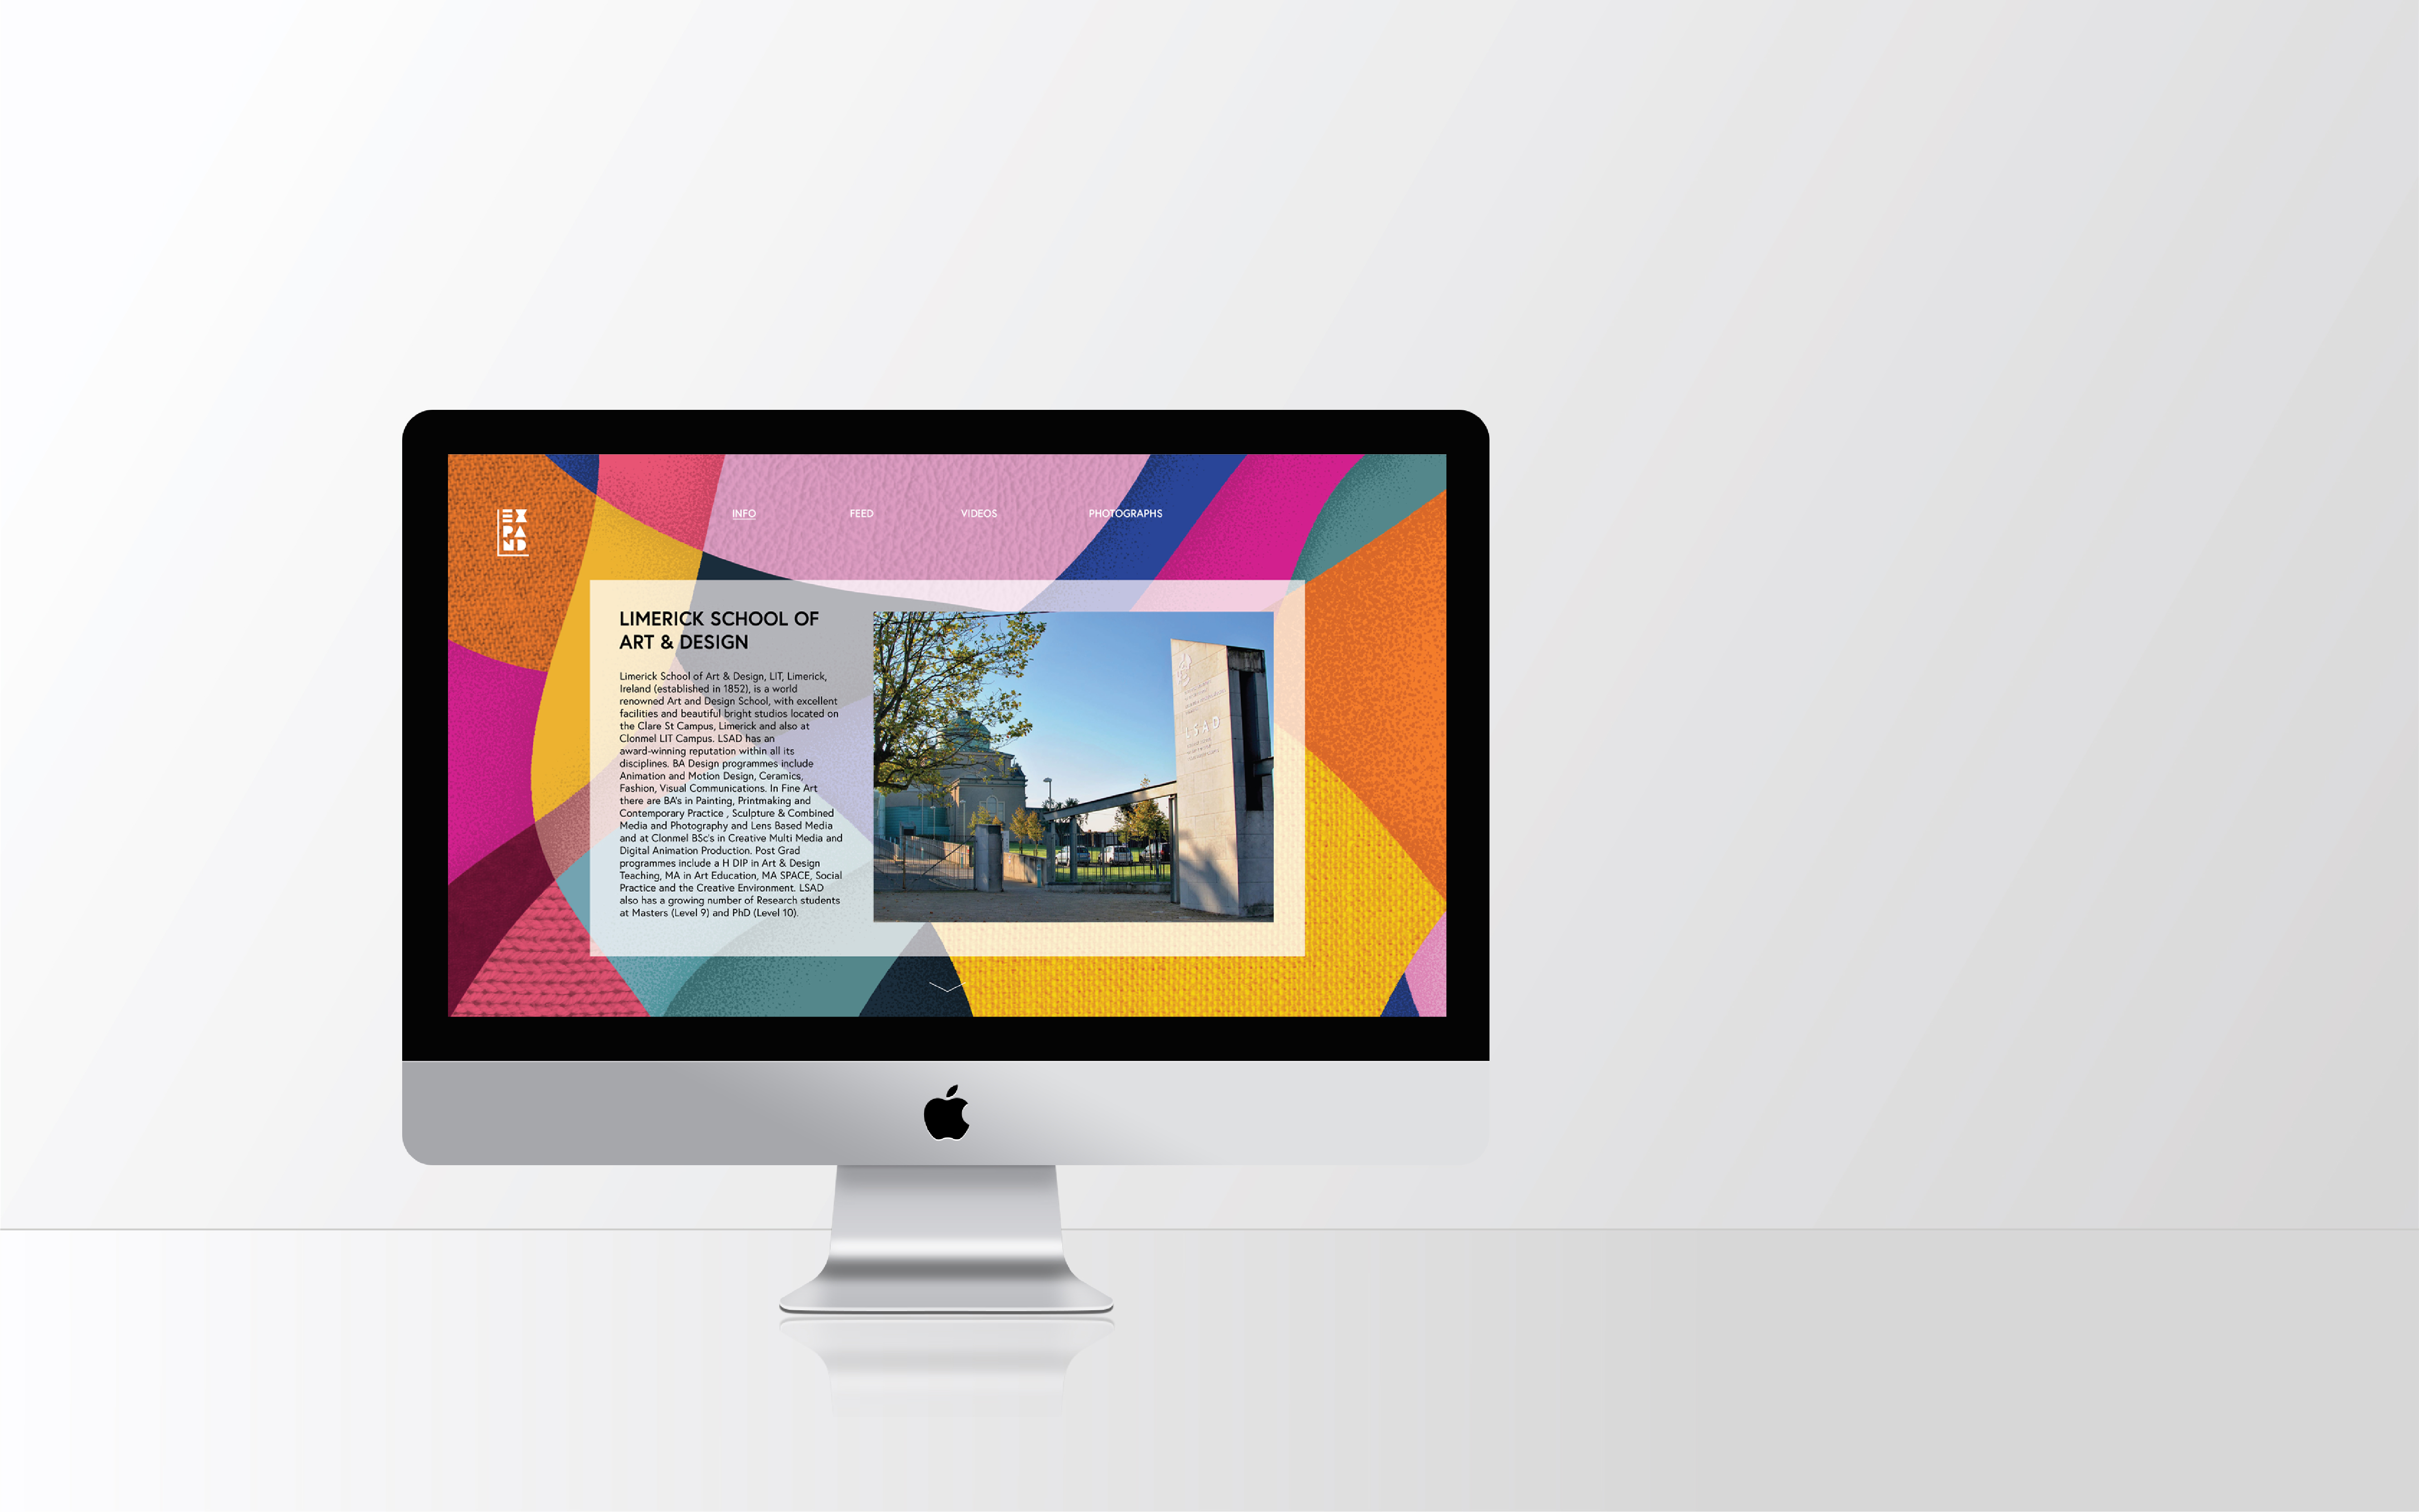 EX
PA
ND
INFO FEED VIDEOS PHOTOGRAPHS
LIMERICK SCHOOL OF
ART & DESIGN
Limerick School of Art & Design, LIT, Limerick,
Ireland (established in 1852), is a world
renowned Art and Design School, with excellent
facilities and beautiful bright studios located on
the Clare St Campus, Limerick and also at
Clonmel LIT Campus. LSAD has an
award-winning reputation within all its
disciplines. BA Design programmes include
Animation and Motion Design, Ceramics,
Fashion, Visual Communications. In Fine Art
there are BA's in Painting, Printmaking and
Contemporary Practice , Sculpture & Combined
Media and Photography and Lens Based Media
and at Clonmel BSc's in Creative Multi Media and
Digital Animation Production. Post Grad
programmes include a H DIP in Art & Design
Teaching, MA in Art Education, MA SPACE, Social
Practice and the Creative Environment. LSAD
also has a growing number of Research students
at Masters (Level 9) and PhD (Level 10).
LSAD